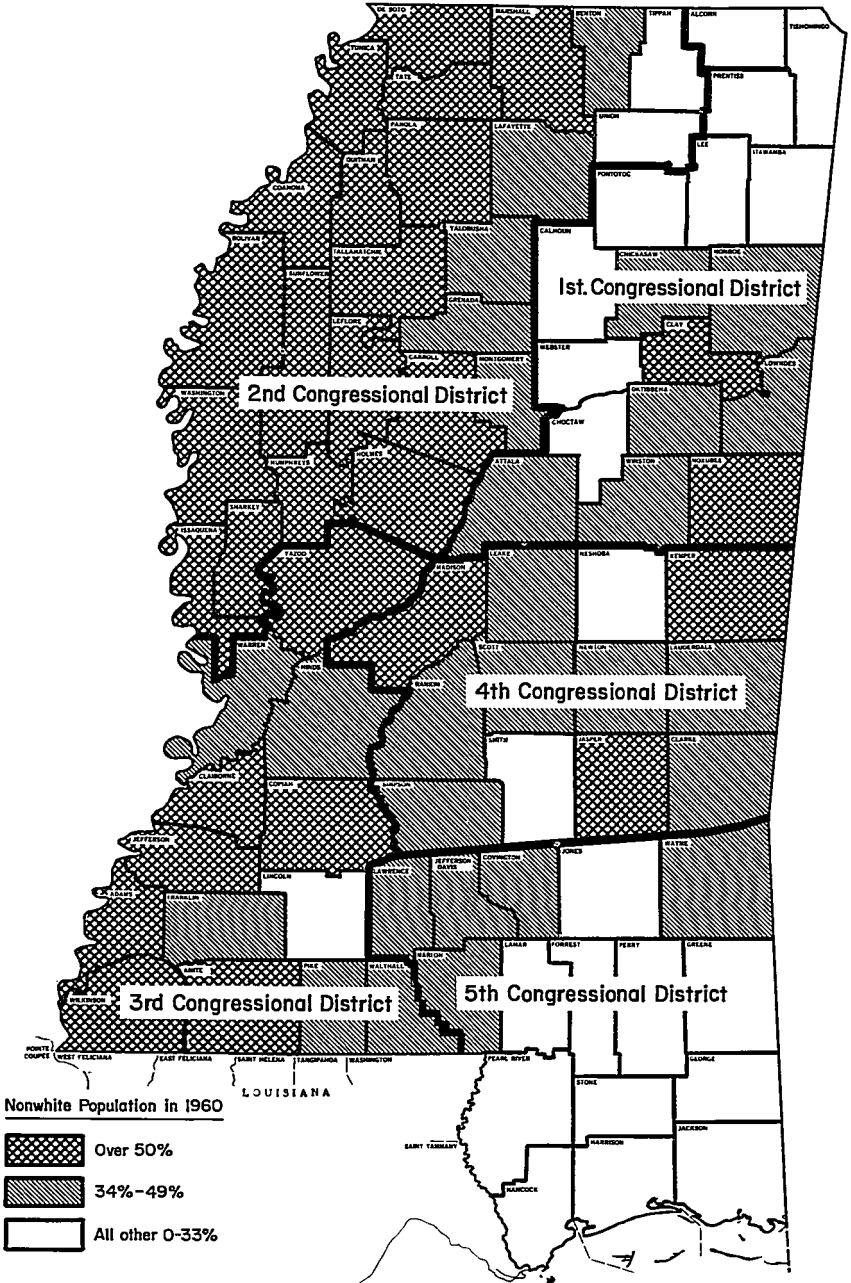 DE SOTO
MARSHALL
BENTON
TIPPAH
ALCORN
TISHOMINGO
TUNICA
TATE
PRENTISS
PANOLA
LAFAYETTE
UNION
LEE
ITAWAMBA
QUITMAN
PONTOTOC
COAHOMA
BOLIVAR
TALLAHATCHIE
YALOBUSHA
CALHOUN
CHICKASAW
MONROE
SUNFLOWER
1st. Congressional District
GRENADA
LEFLORE
CLAY
WEBSTER
CARROLL
MONTGOMERY
LOWNDES
WASHINGTON
2nd Congressional District
OKTIBBEHA
CHOCTAW
HUMPHREYS
HOLMES
ATTALA
WINSTON
NOXUBEE
SHARKEY
ISSAQUENA
YAZOO
MADISON
LEAKE
NESHOBA
KEMPER
WARREN
HINDS
SCOTT
NEWTON
LAUDERDALE
RANKIN
4th Congressional District
SMITH
JASPER
CLARKE
CLAIBORNE
COPIAH
SIMPSON
JEFFERSON
LINCOLN
LAWRENCE
JEFFERSON
DAVIS
COVINGTON
JONES
WAYNE
ADAMS
FRANKLIN
LAMAR
FORREST
PERRY
GREENE
WILKINSON
AMITE
PIKE
WALTHALL
MARION
3rd Congressional District
5th Congressional District
POINTE
COUPEE
WEST FELICIANA
EAST FELICIANA
SAINT HELENA
TANGIPAHOA
WASHINGTON
PEARL RIVER
GEORGE
LOUISIANA
STONE
Nonwhite Population in 1960
JACKSON
SAINT TAMMANY
HARRISON
Over 50%
34%-49%
HANCOCK
All other 0-33%